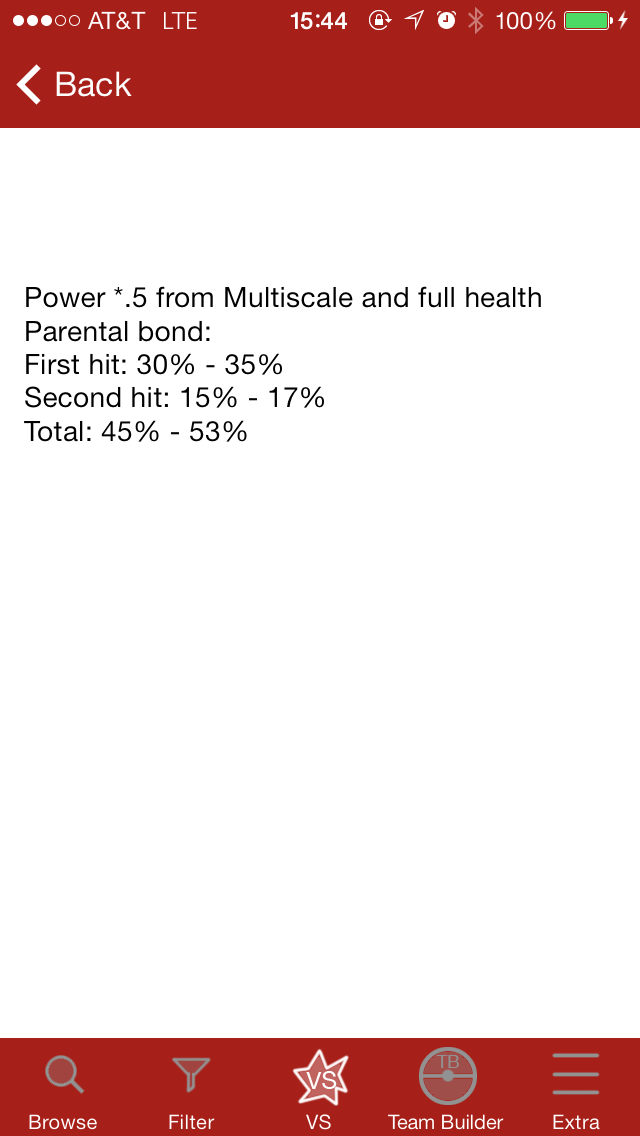 AT&T LTE 15:44 100%
Back
Power *.5 from Multiscale and full health
Parental bond:
First hit: 30% - 35%
Second hit: 15% - 17%
Total: 45% - 53%
TB
VS
Browse Filter VS Team Builder Extra